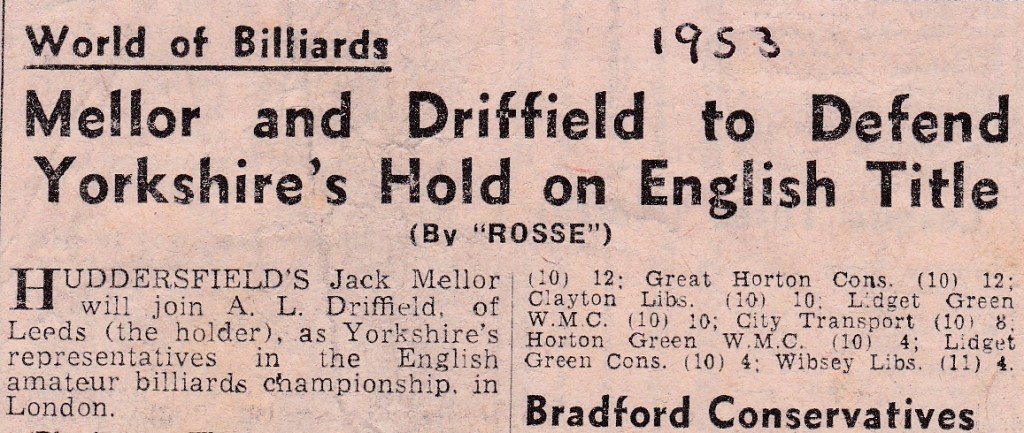 World of Billiards
1953
Mellor and Driffield to Defend
Yorkshire's Hold on English Title
(By "ROSSE")
HUDDERSFIELD'S Jack Mellor
will join A. L. Driffield, of
Leeds (the holder), as Yorkshire's
representatives in the English
amateur billiards championship, in
London.
(10) 12; Great Horton Cons. (10) 12;
Clayton Libs. (10) 10; Lidget Green
W.M.C. (10) 10; City Transport (10) 8;
Horton Green W.M.C. (10) 4; Lidget
Green Cons. (10) 4; Wibsey Libs. (11) 4.
Bradford Conservatives